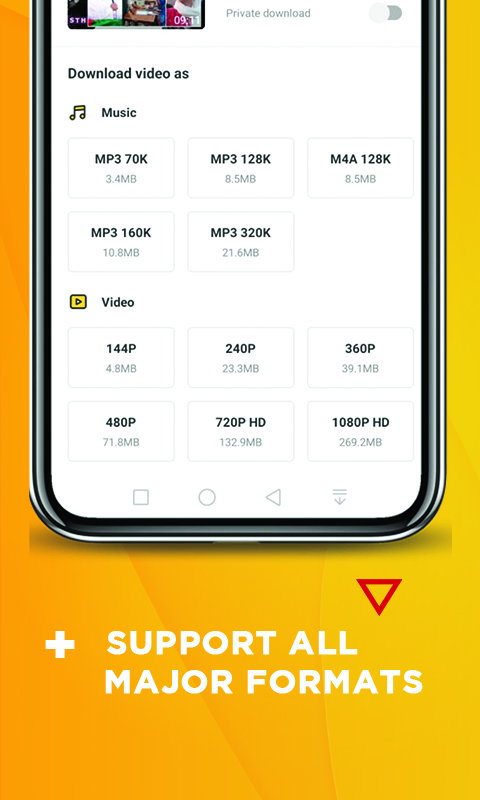 STH
09:11
Private download
Download video as
Music
MP3 70K
3.4MB
MP3 128K
8.5MB
M4A 128K
8.5MB
MP3 160K
10.8MB
MP3 320K
21.6MB
Video
144P
4.8MB
240P
23.3MB
360P
39.1MB
480P
71.8MB
720P HD
132.9MB
1080P HD
269.2MB
SUPPORT ALL
MAJOR FORMATS